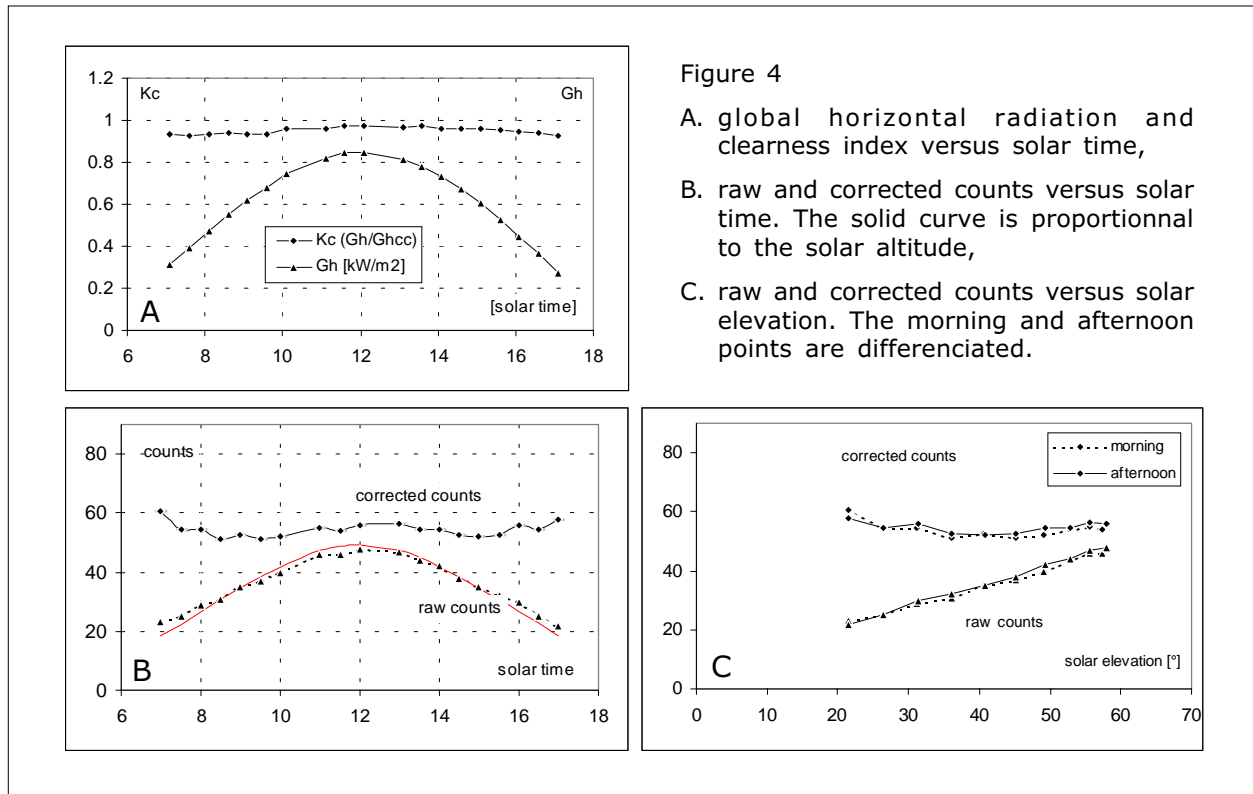 1.2
1
0.8
0.6
0.4
0.2
0
Kc
Gh
Kc (Gh/Ghcc)
Gh [kW/m2]
[solar time]
A
6 8 10 12 14 16 18
Figure 4
A. global horizontal radiation and
clearness index versus solar time,
B. raw and corrected counts versus solar
time. The solid curve is proportionnal
to the solar altitude,
C. raw and corrected counts versus solar
elevation. The morning and afternoon
points are differenciated.
80
60
40
20
0
counts
corrected counts
raw counts
solar time
B
6 8 10 12 14 16 18
80
60
40
20
0
corrected counts
morning
afternoon
raw counts
solar elevation [°]
C
0 10 20 30 40 50 60 70